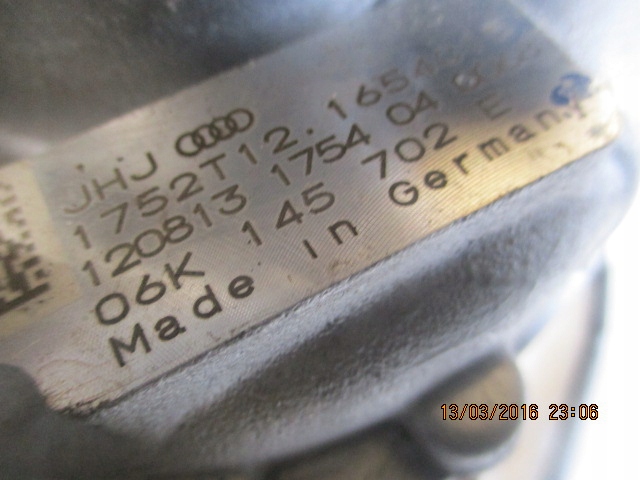 JHJ
1752T12.1654
120813 1754 04
06K 145 702 E
Made in Germany
13/03/2016 23:06